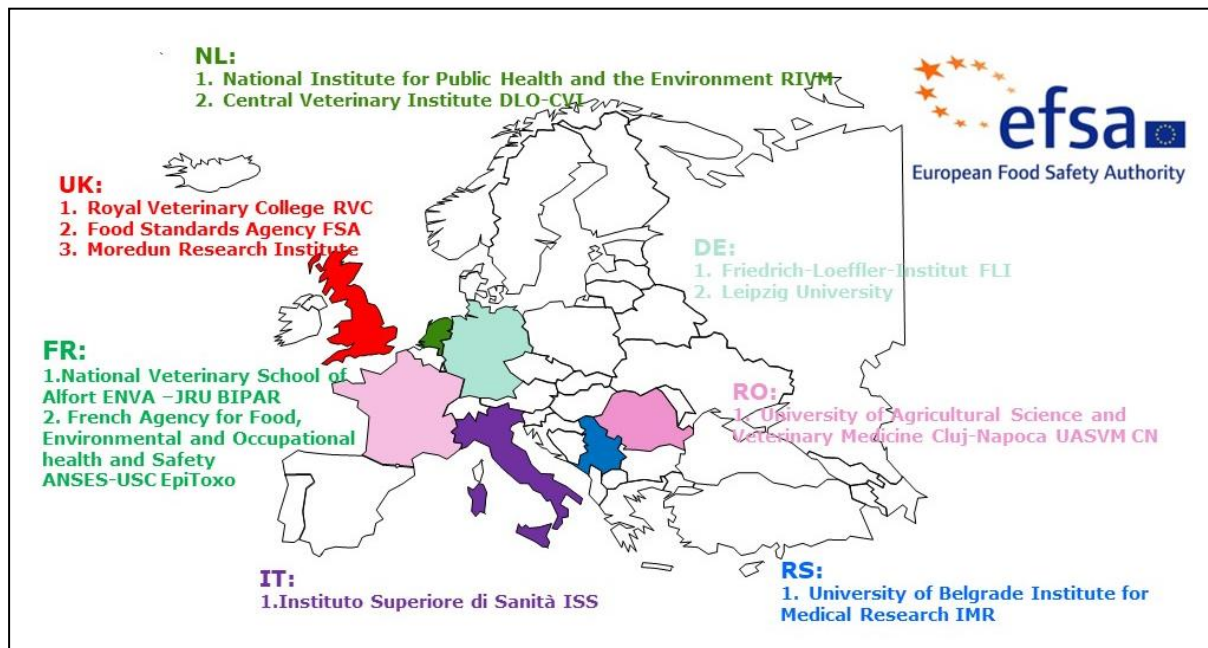 NL:
1. National Institute for Public Health and the Environment RIVM
2. Central Veterinary Institute DLO-CVI
efsa
European Food Safety Authority
UK:
1. Royal Veterinary College RVC
2. Food Standards Agency FSA
3. Moredun Research Institute
DE:
1. Friedrich-Loeffler-Institut FLI
2. Leipzig University
FR:
1.National Veterinary School of
Alfort ENVA –JRU BIPAR
2. French Agency for Food,
Environmental and Occupational
health and Safety
ANSES-USC EpiToxo
RO:
1. University of Agricultural Science and
Veterinary Medicine Cluj-Napoca UASVM CN
IT:
1.Instituto Superiore di Sanità ISS
RS:
1. University of Belgrade Institute for
Medical Research IMR